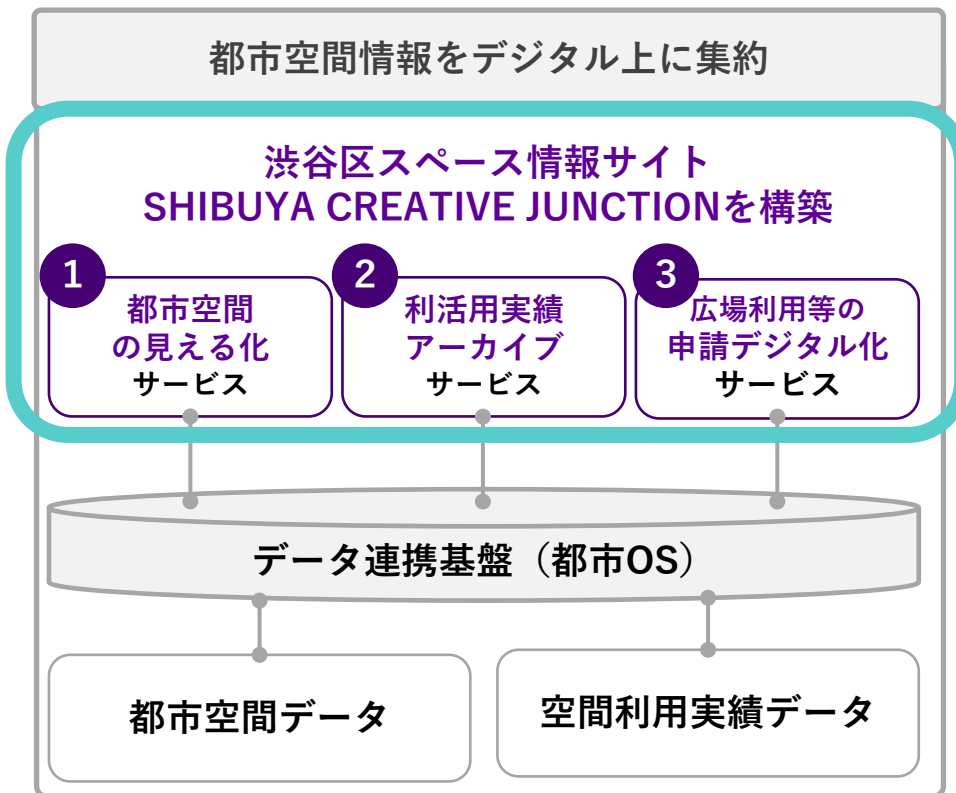 都市空間情報をデジタル上に集約
渋谷区スペース情報サイト
SHIBUYA CREATIVE JUNCTIONを構築
1
都市空間
の見える化
サービス
2
利活用実績
アーカイブ
サービス
3
広場利用等の
申請デジタル化
サービス
データ連携基盤（都市OS）
都市空間データ
空間利用実績データ